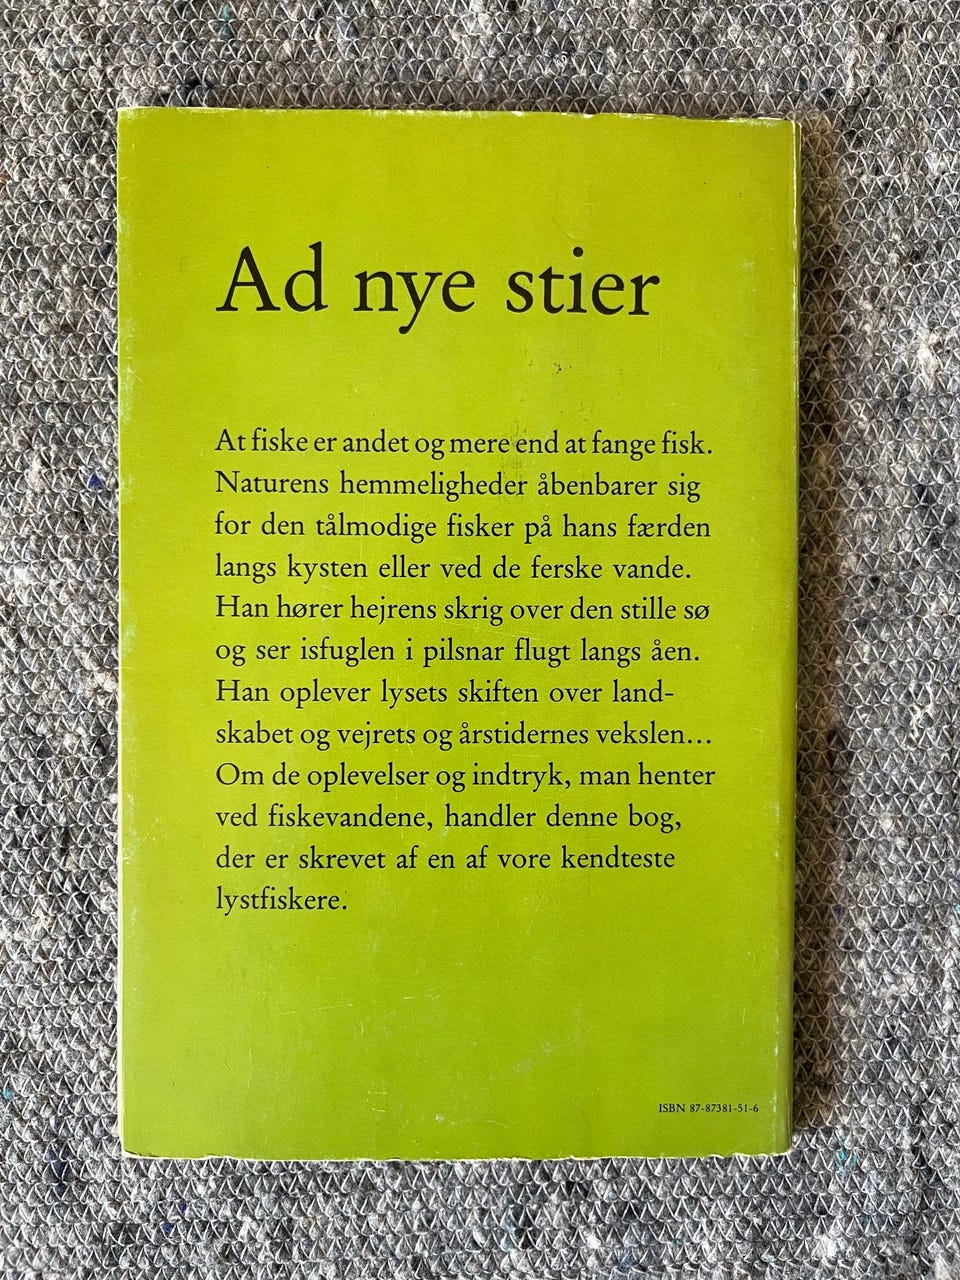 Ad nye stier
At fiske er andet og mere end at fange fisk.
Naturens hemmeligheder åbenbarer sig
for den tålmodige fisker på hans færden
langs kysten eller ved de ferske vande.
Han hører hejrens skrig over den stille sø
og ser isfuglen i pilsnar flugt langs åen.
Han oplever lysets skiften over land-
skabet og vejrets og årstidernes vekslen...
Om de oplevelser og indtryk, man henter
ved fiskevandene, handler denne bog,
der er skrevet af en af vore kendteste
lystfiskere.
ISBN 87-87381-51-6